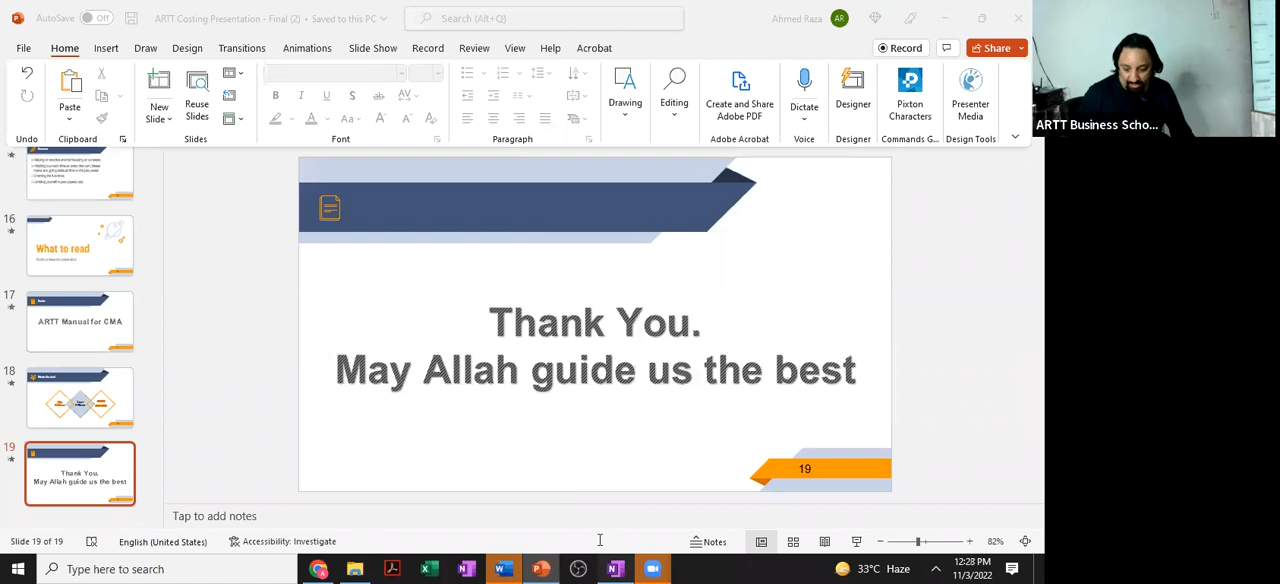 AutoSave Off ARTT Costing Presentation - Final (2) • Saved to this PC Search (Alt+Q) Ahmed Raza AR
File Home Insert Draw Design Transitions Animations Slide Show Record Review View Help Acrobat Record Share
Paste New Slide Reuse Slides Drawing Editing Create and Share Adobe PDF Dictate Designer Pixton Characters Presenter Media
B I U S ab AV Aa A A A
Undo Clipboard Slides Font Paragraph Adobe Acrobat Voice Designer Commands G... Design Tools
ARTT Business Scho...
16
What to read
17
ARTT Manual for CMA
18
19
Thank You.
May Allah guide us the best
Thank You.
May Allah guide us the best
19
Tap to add notes
Slide 19 of 19 English (United States) Accessibility: Investigate Notes 82%
Type here to search 33°C Haze 12:28 PM
11/3/2022